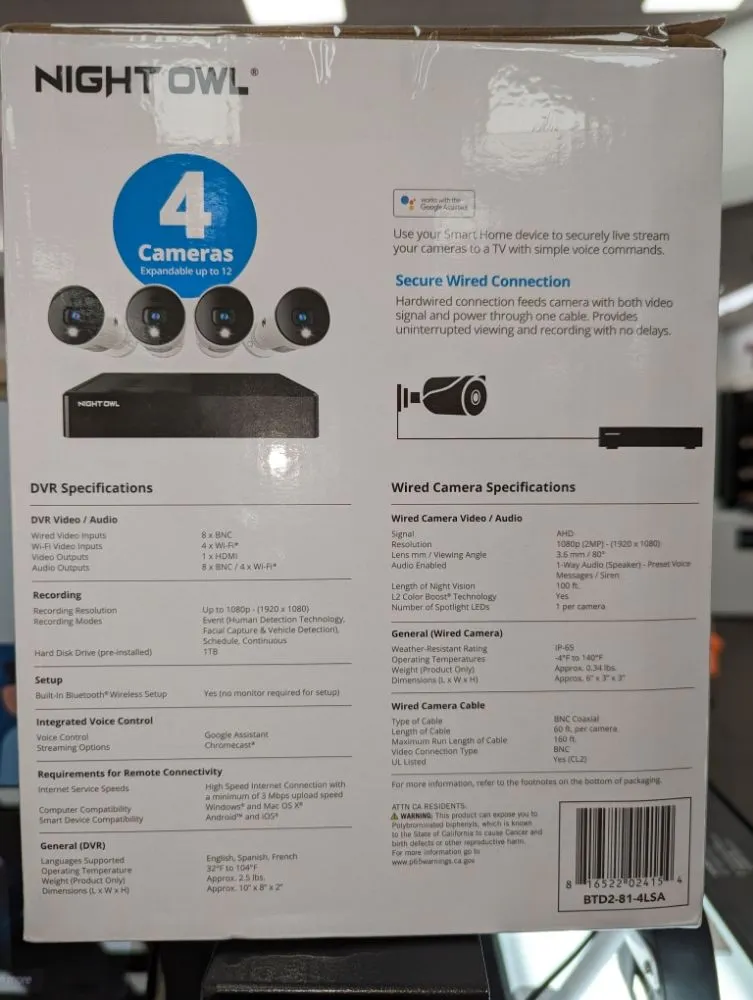 NIGHT OWL®
4
Cameras
Expandable up to 12
NIGHT OWL
works with the
Google Assistant
Use your Smart Home device to securely live stream
your cameras to a TV with simple voice commands.
Secure Wired Connection
Hardwired connection feeds camera with both video
signal and power through one cable. Provides
uninterrupted viewing and recording with no delays.
DVR Specifications
DVR Video / Audio
Wired Video Inputs 8 x BNC
Wi-Fi Video Inputs 4 x Wi-Fi*
Video Outputs 1 x HDMI
Audio Outputs 8 x BNC / 4 x Wi-Fi*
Recording
Recording Resolution Up to 1080p - (1920 x 1080)
Recording Modes Event (Human Detection Technology,
Facial Capture & Vehicle Detection),
Schedule, Continuous
Hard Disk Drive (pre-installed) 1TB
Setup
Built-In Bluetooth® Wireless Setup Yes (no monitor required for setup)
Integrated Voice Control
Voice Control Google Assistant
Streaming Options Chromecast*
Requirements for Remote Connectivity
Internet Service Speeds High Speed Internet Connection with
a minimum of 3 Mbps upload speed
Computer Compatibility Windows® and Mac OS X®
Smart Device Compatibility Android™ and iOS®
General (DVR)
Languages Supported English, Spanish, French
Operating Temperature 32°F to 104°F
Weight (Product Only) Approx. 2.5 lbs.
Dimensions (L x W x H) Approx. 10" x 8" x 2"
Wired Camera Specifications
Wired Camera Video / Audio
Signal AHD
Resolution 1080p (2MP) - (1920 x 1080)
Lens mm / Viewing Angle 3.6 mm / 80°
Audio Enabled 1-Way Audio (Speaker) - Preset Voice
Messages / Siren
Length of Night Vision 100 ft.
L2 Color Boost® Technology Yes
Number of Spotlight LEDs 1 per camera
General (Wired Camera)
Weather-Resistant Rating IP-65
Operating Temperatures -4°F to 140°F
Weight (Product Only) Approx. 0.34 lbs.
Dimensions (L x W x H) Approx. 6" x 3" x 3"
Wired Camera Cable
Type of Cable BNC Coaxial
Length of Cable 60 ft. per camera
Maximum Run Length of Cable 160 ft.
Video Connection Type BNC
UL Listed Yes (CL2)
For more information, refer to the footnotes on the bottom of packaging.
ATTN CA RESIDENTS:
⚠ WARNING: This product can expose you to
Polybrominated biphenyls, which is known
to the State of California to cause Cancer and
birth defects or other reproductive harm.
For more information go to
www.p65warnings.ca.gov
8 16522 02415 4
BTD2-81-4LSA